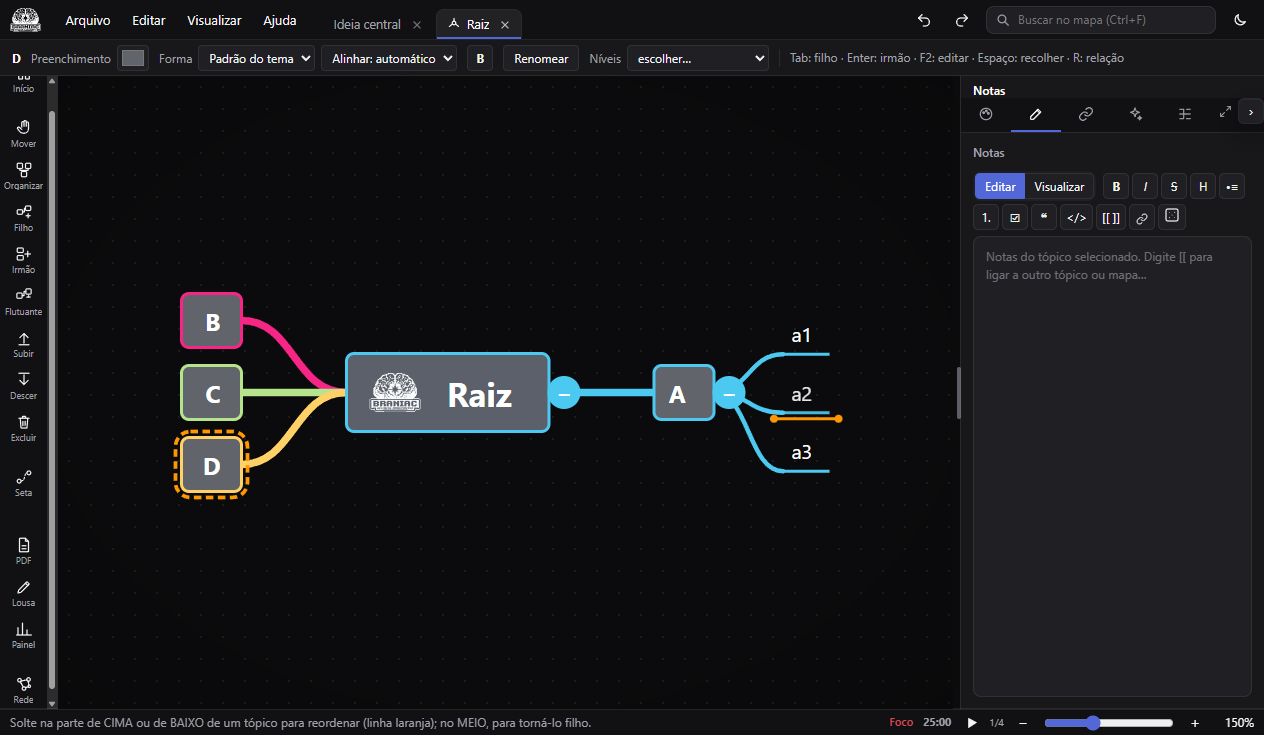 Arquivo Editar Visualizar Ajuda Ideia central Raiz Buscar no mapa (Ctrl+F)
D Preenchimento Forma Padrão do tema Alinhar: automático B Renomear Níveis escolher... Tab: filho · Enter: irmão · F2: editar · Espaço: recolher · R: relação
Início
Mover
Organizar
Filho
Irmão
Flutuante
Subir
Descer
Excluir
Seta
PDF
Lousa
Painel
Rede
B
C
D
BRANIAC
Raiz
A
a1
a2
a3
Notas
Notas
Editar Visualizar B I S H
1. ❝ </> [[ ]]
Notas do tópico selecionado. Digite [[ para
ligar a outro tópico ou mapa...
Solte na parte de CIMA ou de BAIXO de um tópico para reordenar (linha laranja); no MEIO, para torná-lo filho. Foco 25:00 1/4 − + 150%